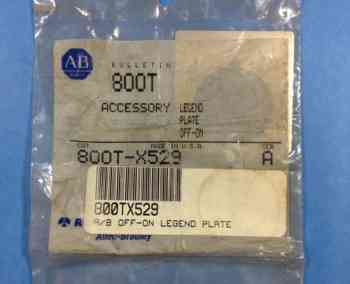 AB
BULLETIN
800T
ACCESSORY
LEGEND
PLATE
OFF-ON
CAT. MADE IN U.S.A. SER.
800T-X529 A
800TX529
A/B OFF-ON LEGEND PLATE
R
Allen-Bradley